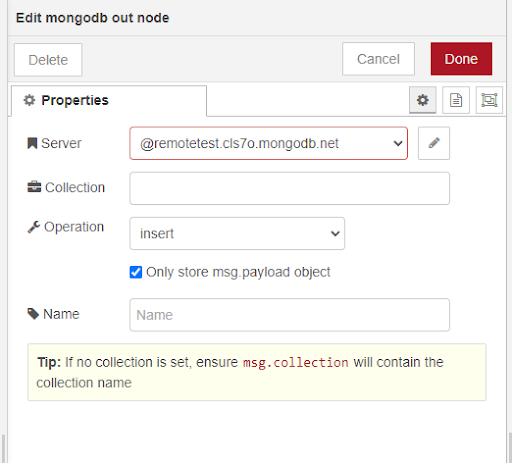 Edit mongodb out node
Delete
Cancel
Done
Properties
Server
@remotetest.cls7o.mongodb.net
Collection
Operation
insert
Only store msg.payload object
Name
Name
Tip: If no collection is set, ensure msg.collection will contain the
collection name